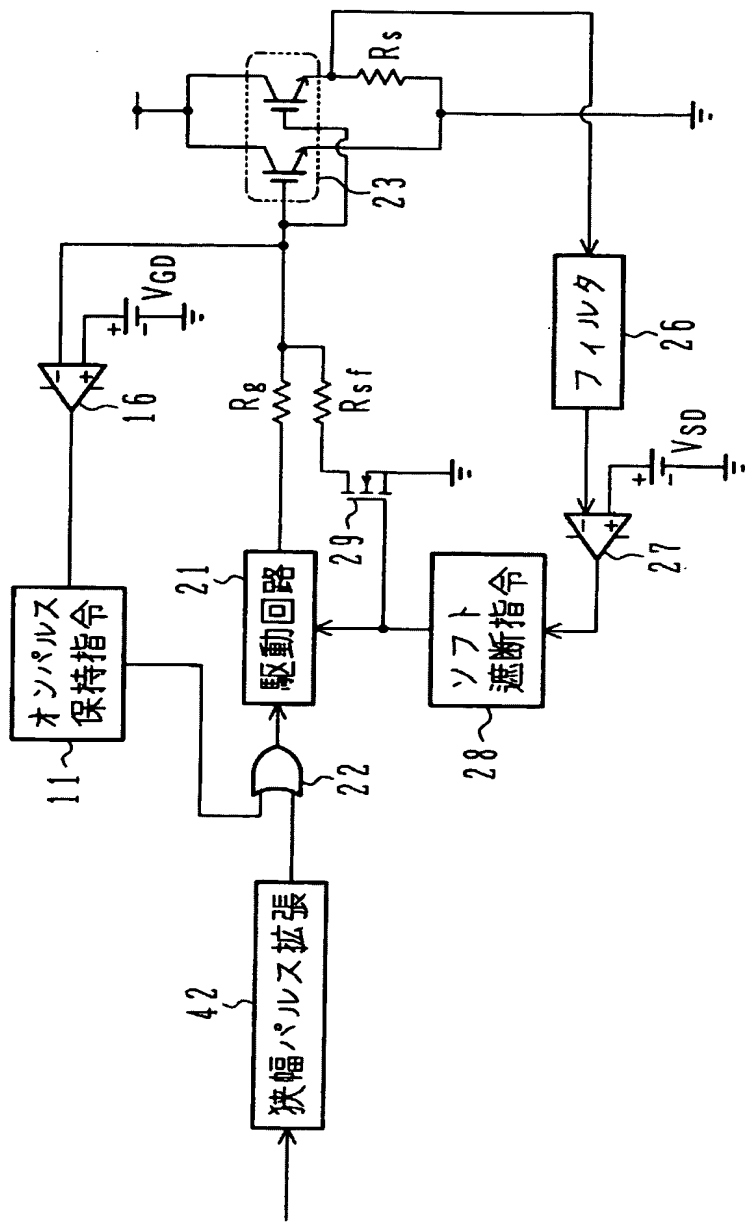 42
狭幅パルス拡張
11
オンパルス
保持指令
22
21
駆動回路
16
-
+
+
-
VGD
Rg
Rsf
29
23
Rs
28
ソフト
遮断指令
27
-
+
+
-
VSD
26
フィルタ